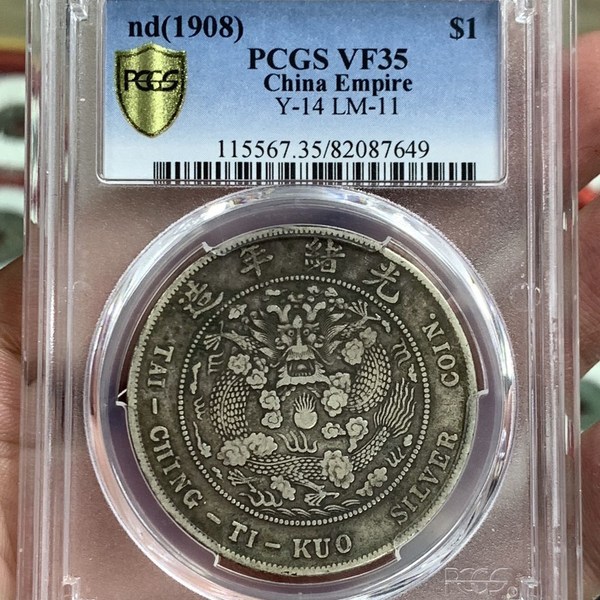 nd(1908) $1
PCGS VF35
China Empire
Y-14 LM-11
115567.35/82087649
PCGS
造年緒光
TAI-CHING-TI-KUO SILVER COIN.
PCGS